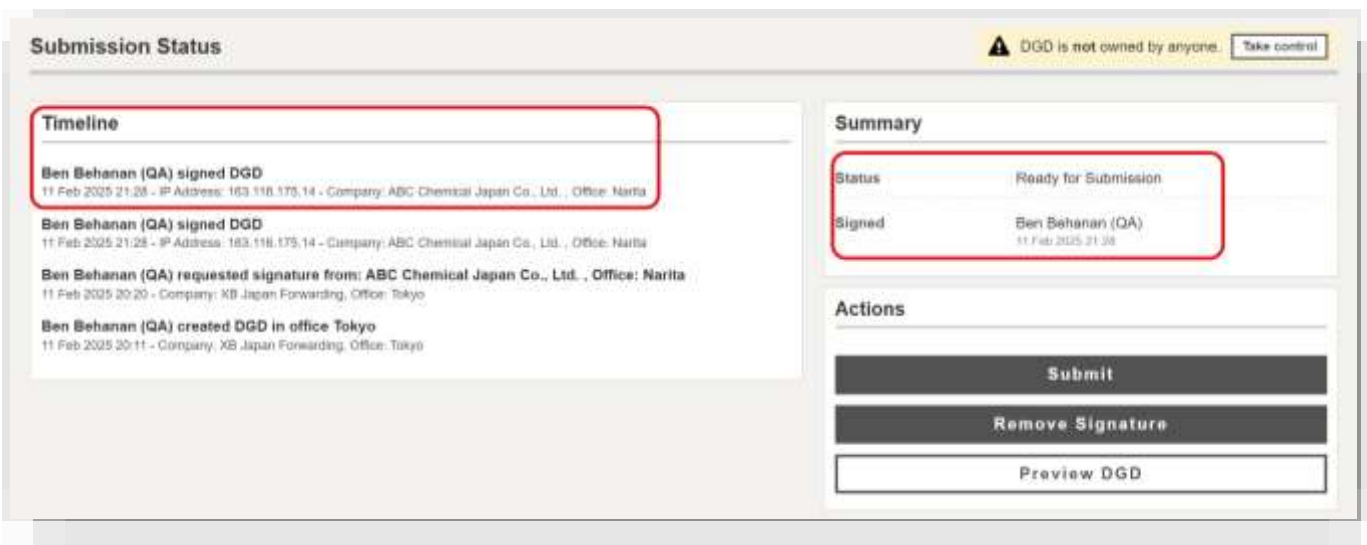 Submission Status
DGD is not owned by anyone. Take control
Timeline
Ben Behanan (QA) signed DGD
11 Feb 2025 21:28 - IP Address: 163.116.175.14 - Company: ABC Chemical Japan Co., Ltd. , Office: Narita
Ben Behanan (QA) signed DGD
11 Feb 2025 21:28 - IP Address: 163.116.175.14 - Company: ABC Chemical Japan Co., Ltd. , Office: Narita
Ben Behanan (QA) requested signature from: ABC Chemical Japan Co., Ltd. , Office: Narita
11 Feb 2025 20:20 - Company: XB Japan Forwarding, Office: Tokyo
Ben Behanan (QA) created DGD in office Tokyo
11 Feb 2025 20:11 - Company: XB Japan Forwarding, Office: Tokyo
Summary
Status Ready for Submission
Signed Ben Behanan (QA)
11 Feb 2025 21:28
Actions
Submit
Remove Signature
Preview DGD